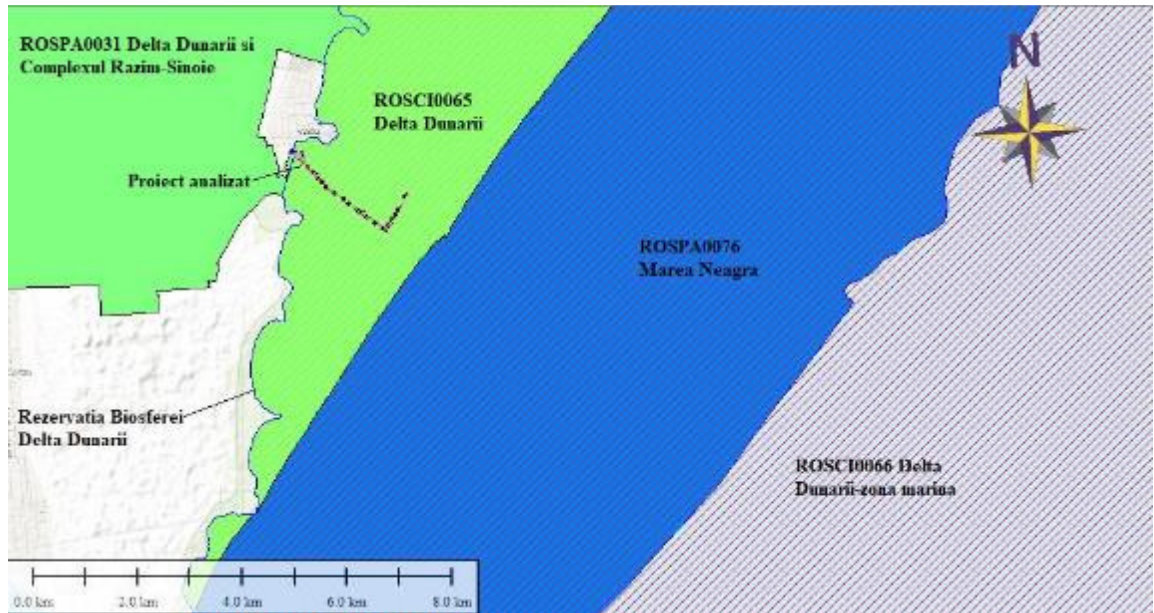 ROSPA0031 Delta Dunarii si
Complexul Razim-Sinoie
N
ROSCI0065
Delta Dunarii
Proiect analizat
ROSPA0076
Marea Neagra
Rezervatia Biosferei
Delta Dunarii
ROSCI0066 Delta
Dunarii-zona marina
0.0 km 2.0 km 4.0 km 6.0 km 8.0 km